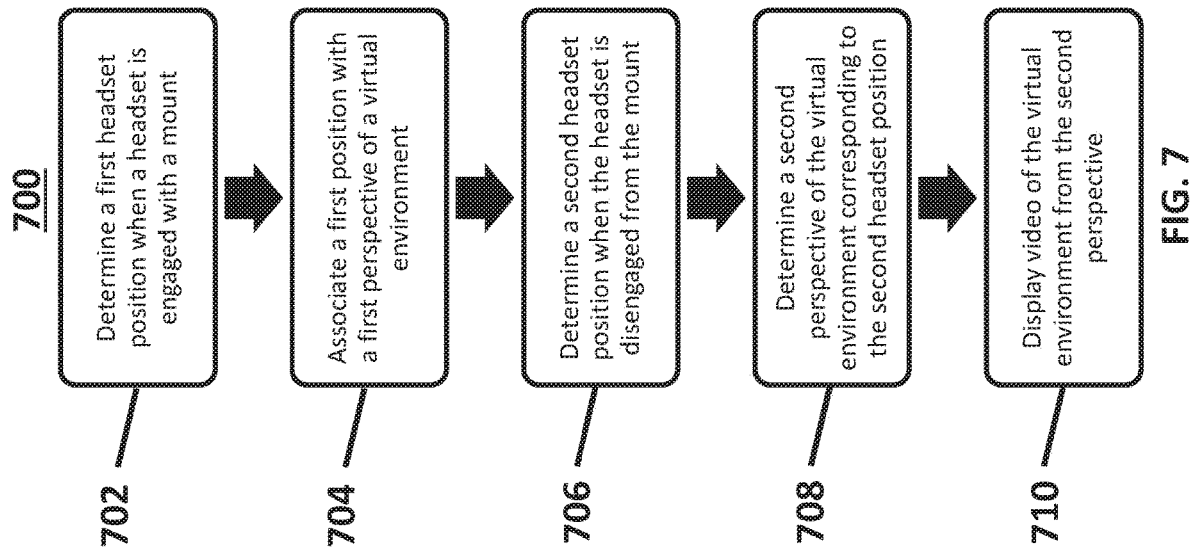 700
702
Determine a first headset
position when a headset is
engaged with a mount
704
Associate a first position with
a first perspective of a virtual
environment
706
Determine a second headset
position when the headset is
disengaged from the mount
708
Determine a second
perspective of the virtual
environment corresponding to
the second headset position
710
Display video of the virtual
environment from the second
perspective
FIG. 7